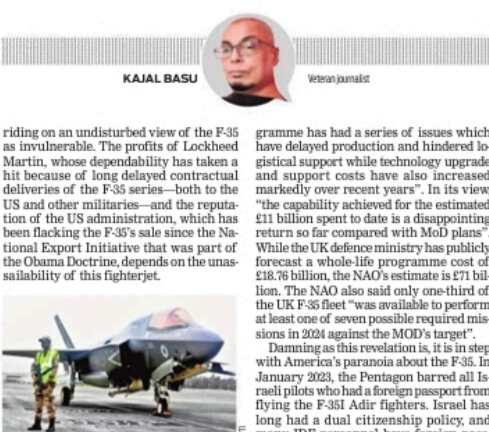 KAJAL BASU
Veteran journalist
riding on an undisturbed view of the F-35
as invulnerable. The profits of Lockheed
Martin, whose dependability has taken a
hit because of long delayed contractual
deliveries of the F-35 series—both to the
US and other militaries—and the reputa-
tion of the US administration, which has
been flacking the F-35's sale since the Na-
tional Export Initiative that was part of
the Obama Doctrine, depends on the unas-
sailability of this fighterjet.
gramme has had a series of issues which
have delayed production and hindered lo-
gistical support while technology upgrade
and support costs have also increased
markedly over recent years". In its view,
"the capability achieved for the estimated
£11 billion spent to date is a disappointing
return so far compared with MoD plans".
While the UK defence ministry has publicly
forecast a whole-life programme cost of
£18.76 billion, the NAO's estimate is £71 bil-
lion. The NAO also said only one-third of
the UK F-35 fleet "was available to perform
at least one of seven possible required mis-
sions in 2024 against the MOD's target".
Damning as this revelation is, it is in step
with America's paranoia about the F-35. In
January 2023, the Pentagon barred all Is-
raeli pilots who had a foreign passport from
flying the F-35I Adir fighters. Israel has
long had a dual citizenship policy, and